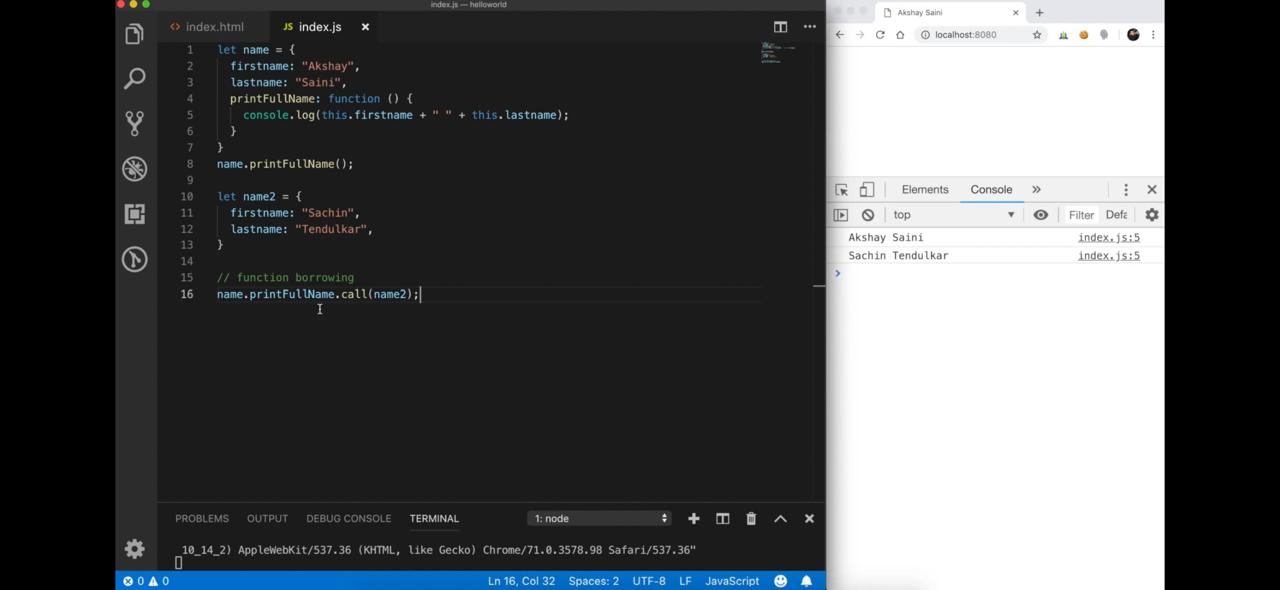 index.js — helloworld
index.html
JS index.js
1 let name = {
2 firstname: "Akshay",
3 lastname: "Saini",
4 printFullName: function () {
5 console.log(this.firstname + " " + this.lastname);
6 }
7 }
8 name.printFullName();
9
10 let name2 = {
11 firstname: "Sachin",
12 lastname: "Tendulkar",
13 }
14
15 // function borrowing
16 name.printFullName.call(name2);
PROBLEMS OUTPUT DEBUG CONSOLE TERMINAL 1: node
10_14_2) AppleWebKit/537.36 (KHTML, like Gecko) Chrome/71.0.3578.98 Safari/537.36"
0 0 Ln 16, Col 32 Spaces: 2 UTF-8 LF JavaScript
Akshay Saini
localhost:8080
Elements Console
top Filter Defa
Akshay Saini index.js:5
Sachin Tendulkar index.js:5